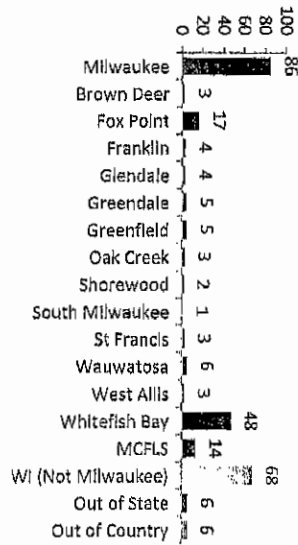 0 20 40 60 80 100
Milwaukee 86
Brown Deer 3
Fox Point 17
Franklin 4
Glendale 4
Greendale 5
Greenfield 5
Oak Creek 3
Shorewood 2
South Milwaukee 1
St Francis 3
Wauwatosa 6
West Allis 3
Whitefish Bay 48
MCFLS 14
WI (Not Milwaukee) 68
Out of State 6
Out of Country 6